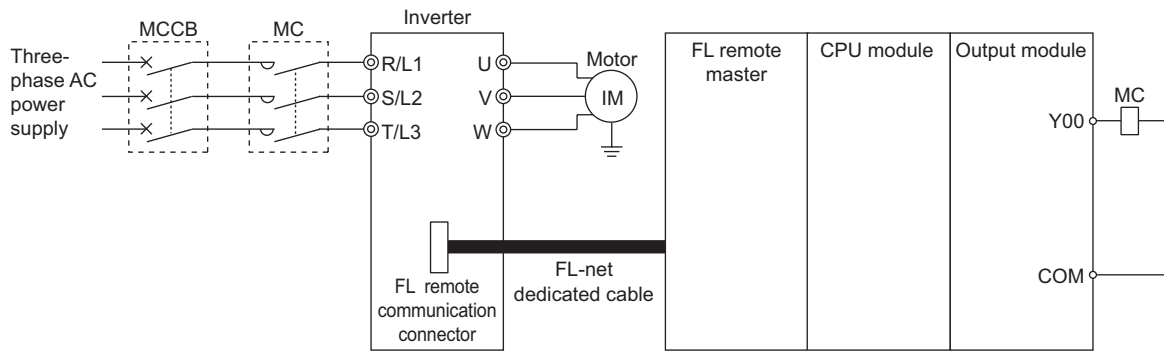 Inverter
MCCB
MC
Three-
phase AC
power
supply
R/L1
S/L2
T/L3
U
V
W
Motor
IM
FL remote
communication
connector
FL-net
dedicated cable
FL remote
master
CPU module
Output module
Y00
MC
COM